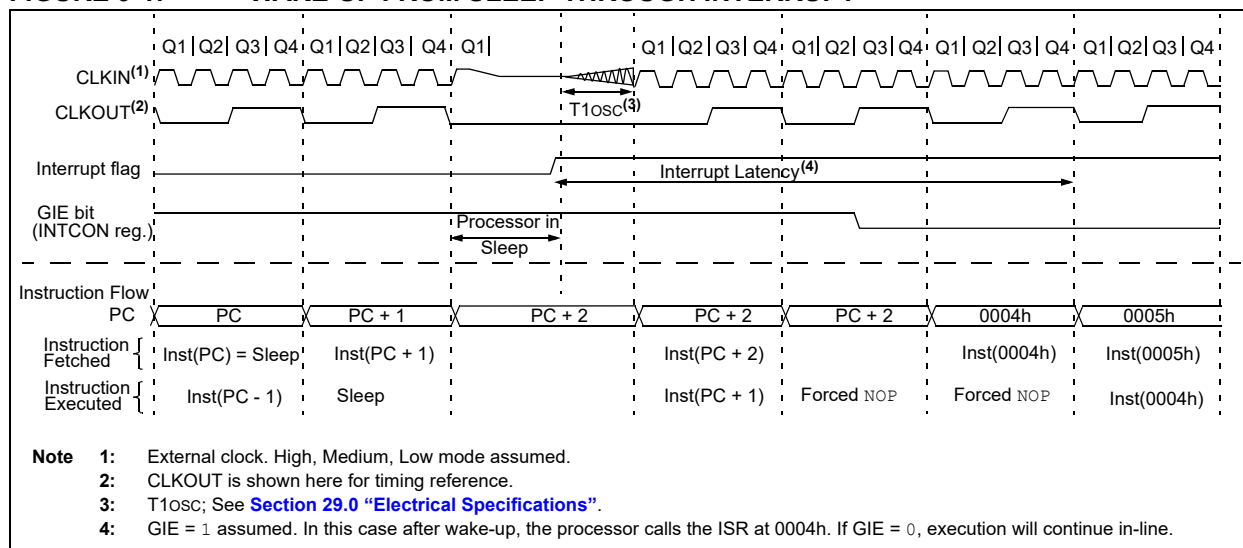 Q1 Q2 Q3 Q4 Q1 Q2 Q3 Q4 Q1 Q1 Q2 Q3 Q4 Q1 Q2 Q3 Q4 Q1 Q2 Q3 Q4 Q1 Q2 Q3 Q4
CLKIN(1)
CLKOUT(2)
T1OSC(3)
Interrupt flag
Interrupt Latency(4)
GIE bit
(INTCON reg.)
Processor in
Sleep
Instruction Flow
PC PC PC + 1 PC + 2 PC + 2 PC + 2 0004h 0005h
Instruction
Fetched
Inst(PC) = Sleep Inst(PC + 1) Inst(PC + 2) Inst(0004h) Inst(0005h)
Instruction
Executed
Inst(PC - 1) Sleep Inst(PC + 1) Forced NOP Forced NOP Inst(0004h)
Note 1: External clock. High, Medium, Low mode assumed.
2: CLKOUT is shown here for timing reference.
3: T1OSC; See Section 29.0 “Electrical Specifications”.
4: GIE = 1 assumed. In this case after wake-up, the processor calls the ISR at 0004h. If GIE = 0, execution will continue in-line.